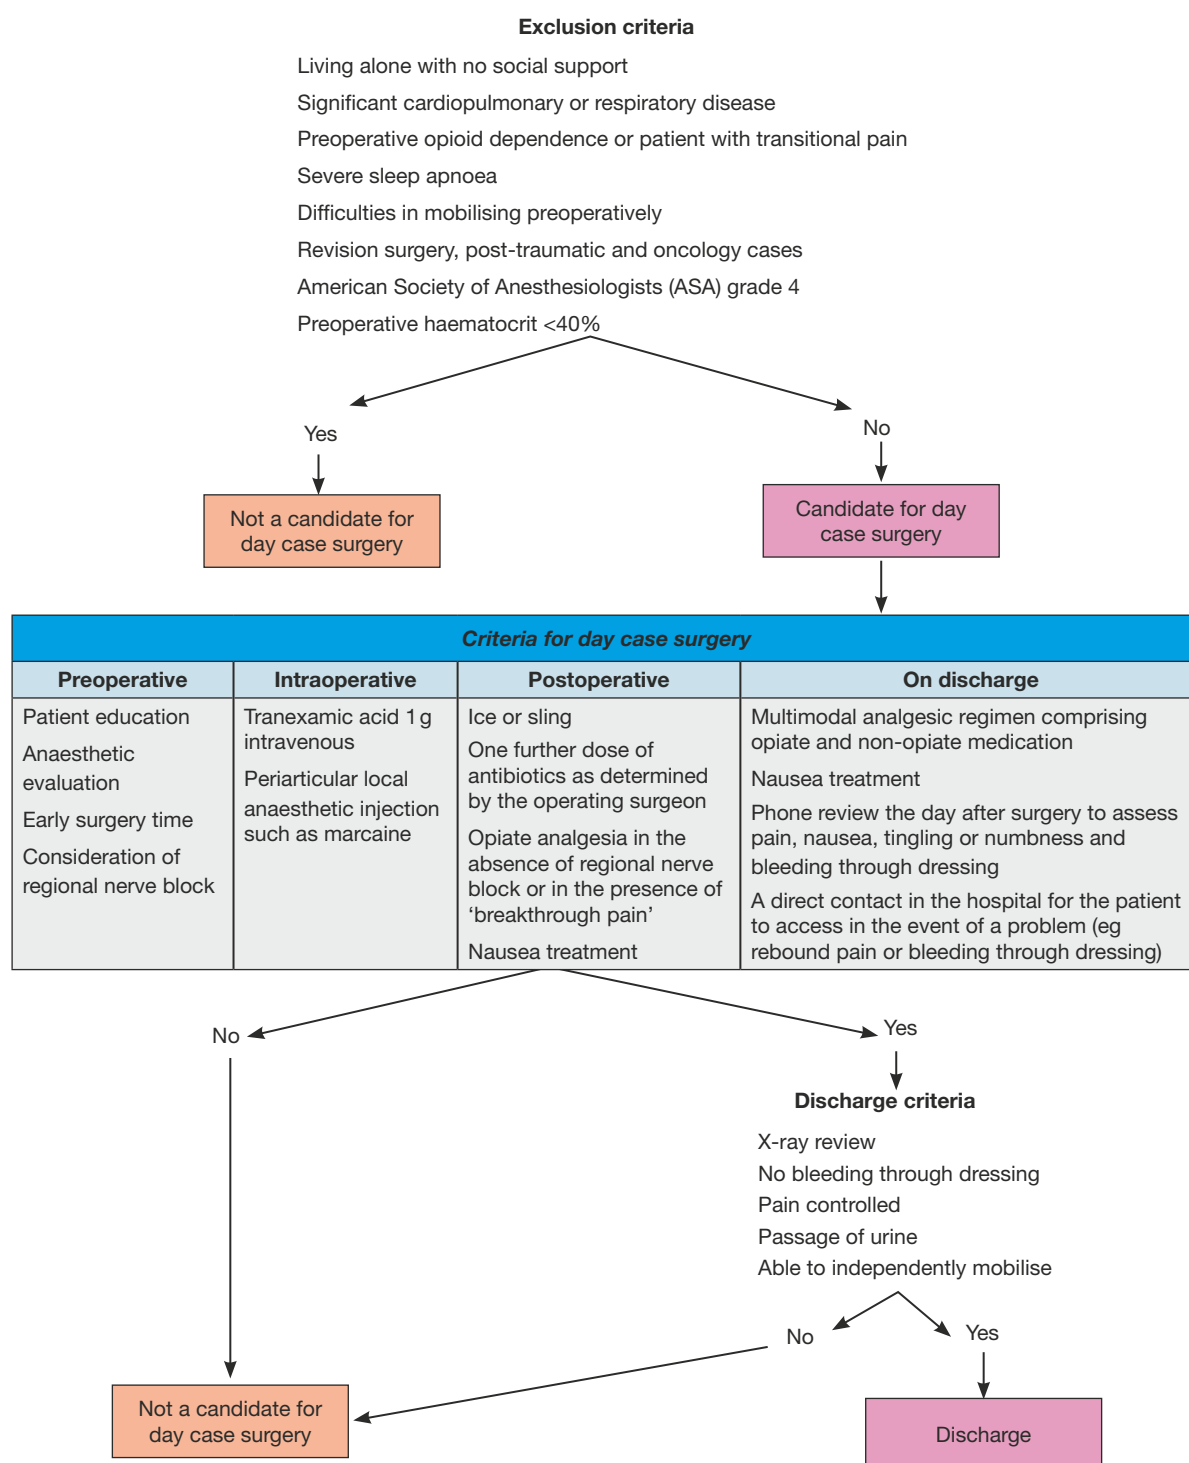 Exclusion criteria
Living alone with no social support
Significant cardiopulmonary or respiratory disease
Preoperative opioid dependence or patient with transitional pain
Severe sleep apnoea
Difficulties in mobilising preoperatively
Revision surgery, post-traumatic and oncology cases
American Society of Anesthesiologists (ASA) grade 4
Preoperative haematocrit <40%
Yes
No
Not a candidate for
day case surgery
Candidate for day
case surgery
Criteria for day case surgery
Preoperative
Patient education
Anaesthetic
evaluation
Early surgery time
Consideration of
regional nerve block
Intraoperative
Tranexamic acid 1 g
intravenous
Periarticular local
anaesthetic injection
such as marcaine
Postoperative
Ice or sling
One further dose of
antibiotics as determined
by the operating surgeon
Opiate analgesia in the
absence of regional nerve
block or in the presence of
‘breakthrough pain’
Nausea treatment
On discharge
Multimodal analgesic regimen comprising
opiate and non-opiate medication
Nausea treatment
Phone review the day after surgery to assess
pain, nausea, tingling or numbness and
bleeding through dressing
A direct contact in the hospital for the patient
to access in the event of a problem (eg
rebound pain or bleeding through dressing)
No
Yes
Discharge criteria
X-ray review
No bleeding through dressing
Pain controlled
Passage of urine
Able to independently mobilise
No
Yes
Not a candidate for
day case surgery
Discharge